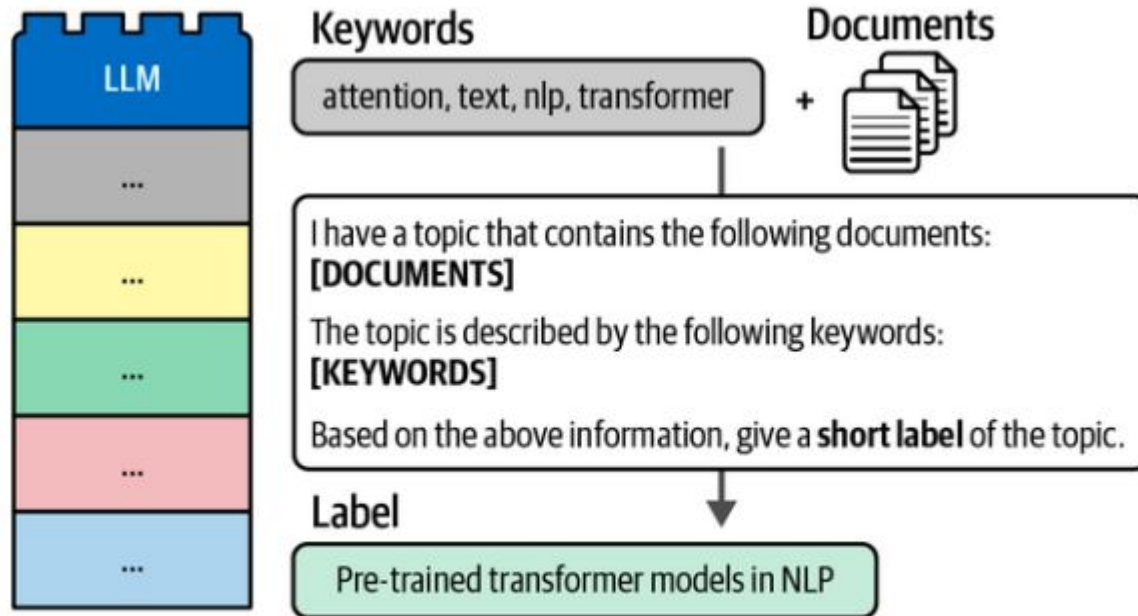 LLM
...
...
...
...
...
Keywords
attention, text, nlp, transformer
+
Documents
I have a topic that contains the following documents:
[DOCUMENTS]
The topic is described by the following keywords:
[KEYWORDS]
Based on the above information, give a short label of the topic.
Label
Pre-trained transformer models in NLP